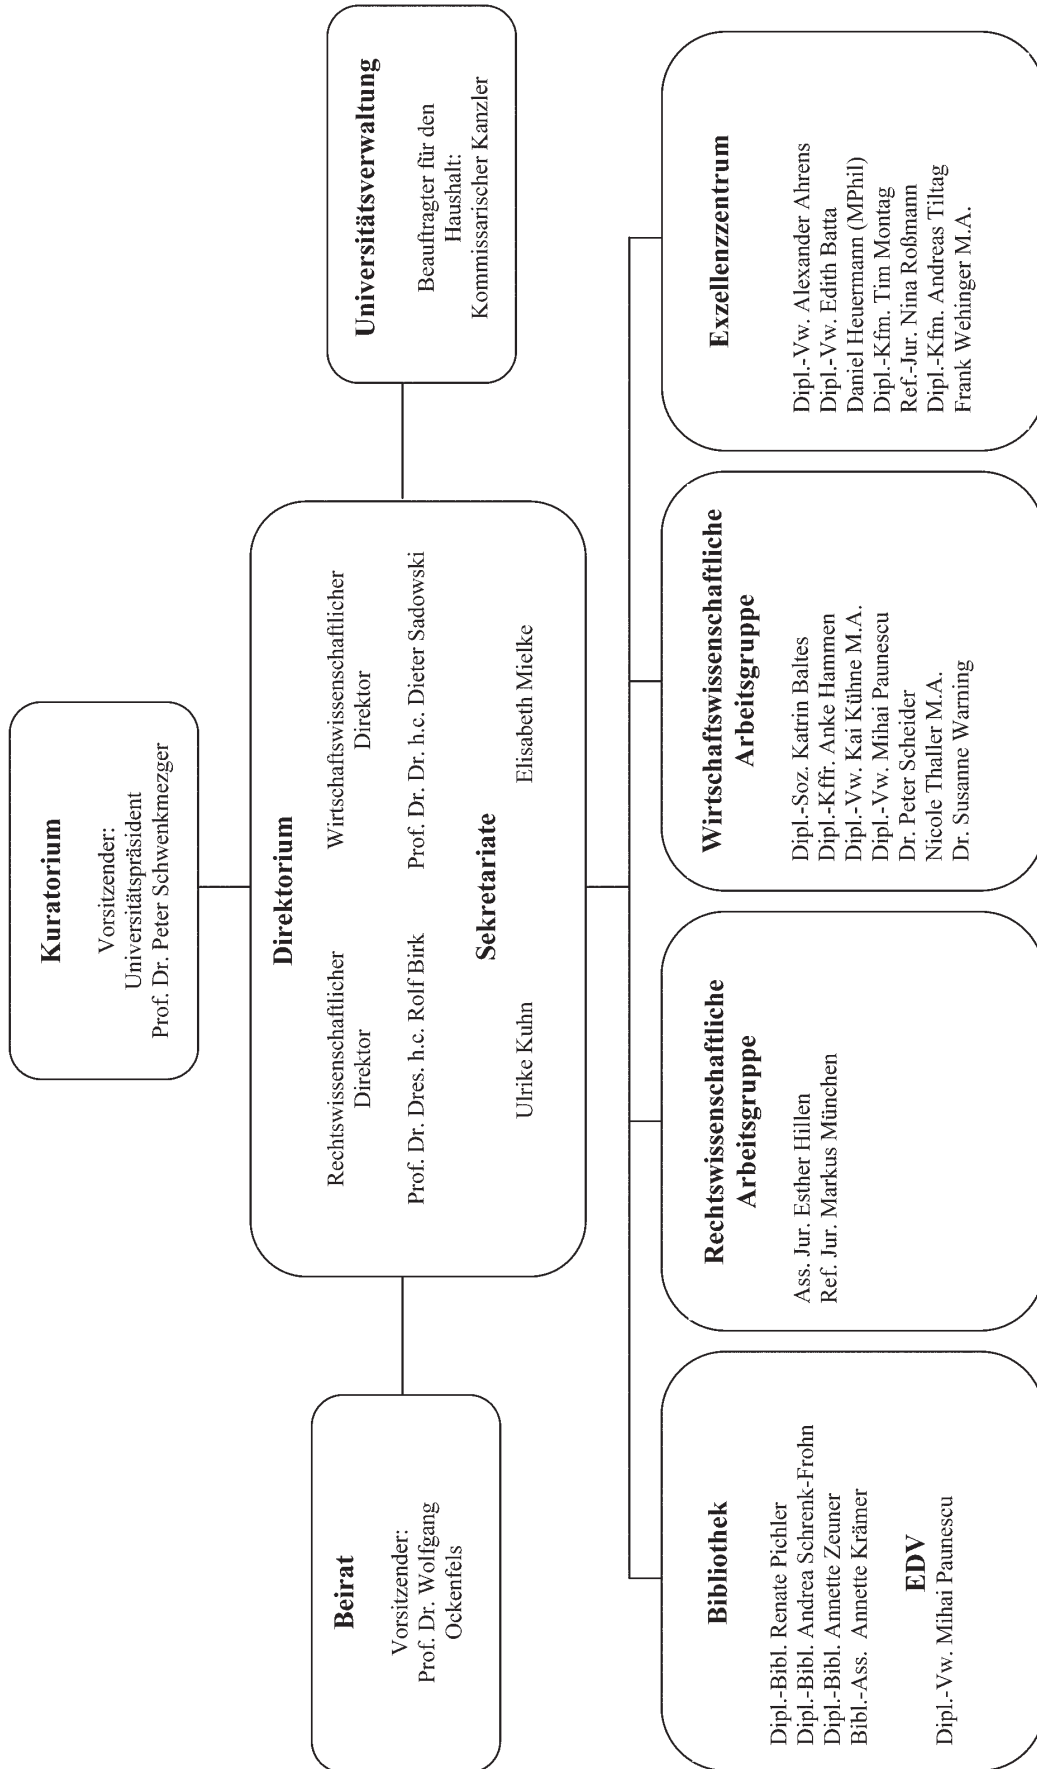 Kuratorium
Vorsitzender:
Universitätspräsident
Prof. Dr. Peter Schwenkmezger
Beirat
Vorsitzender:
Prof. Dr. Wolfgang
Ockenfels
Direktorium
Rechtswissenschaftlicher
Direktor
Prof. Dr. Dres. h.c. Rolf Birk
Wirtschaftswissenschaftlicher
Direktor
Prof. Dr. Dr. h.c. Dieter Sadowski
Sekretariate
Ulrike Kuhn
Elisabeth Mielke
Universitätsverwaltung
Beauftragter für den
Haushalt:
Kommissarischer Kanzler
Bibliothek
Dipl.-Bibl. Renate Pichler
Dipl.-Bibl. Andrea Schrenk-Frohn
Dipl.-Bibl. Annette Zeuner
Bibl.-Ass. Annette Krämer
EDV
Dipl.-Vw. Mihai Paunescu
Rechtswissenschaftliche
Arbeitsgruppe
Ass. Jur. Esther Hillen
Ref. Jur. Markus München
Wirtschaftswissenschaftliche
Arbeitsgruppe
Dipl.-Soz. Katrin Baltes
Dipl.-Kffr. Anke Hammen
Dipl.-Vw. Kai Kühne M.A.
Dipl.-Vw. Mihai Paunescu
Dr. Peter Scheider
Nicole Thaller M.A.
Dr. Susanne Warning
Exzellenzzentrum
Dipl.-Vw. Alexander Ahrens
Dipl.-Vw. Edith Batta
Daniel Heuermann (MPhil)
Dipl.-Kfm. Tim Montag
Ref.-Jur. Nina Roßmann
Dipl.-Kfm. Andreas Tiltag
Frank Wehinger M.A.